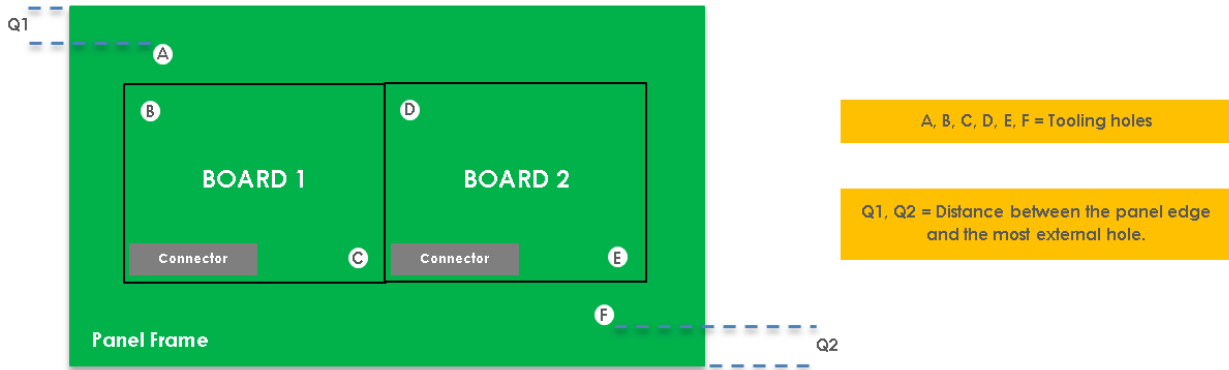 Q1
A
B
D
A, B, C, D, E, F = Tooling holes
BOARD 1
BOARD 2
Q1, Q2 = Distance between the panel edge
and the most external hole.
Connector
C
Connector
E
F
Panel Frame
Q2